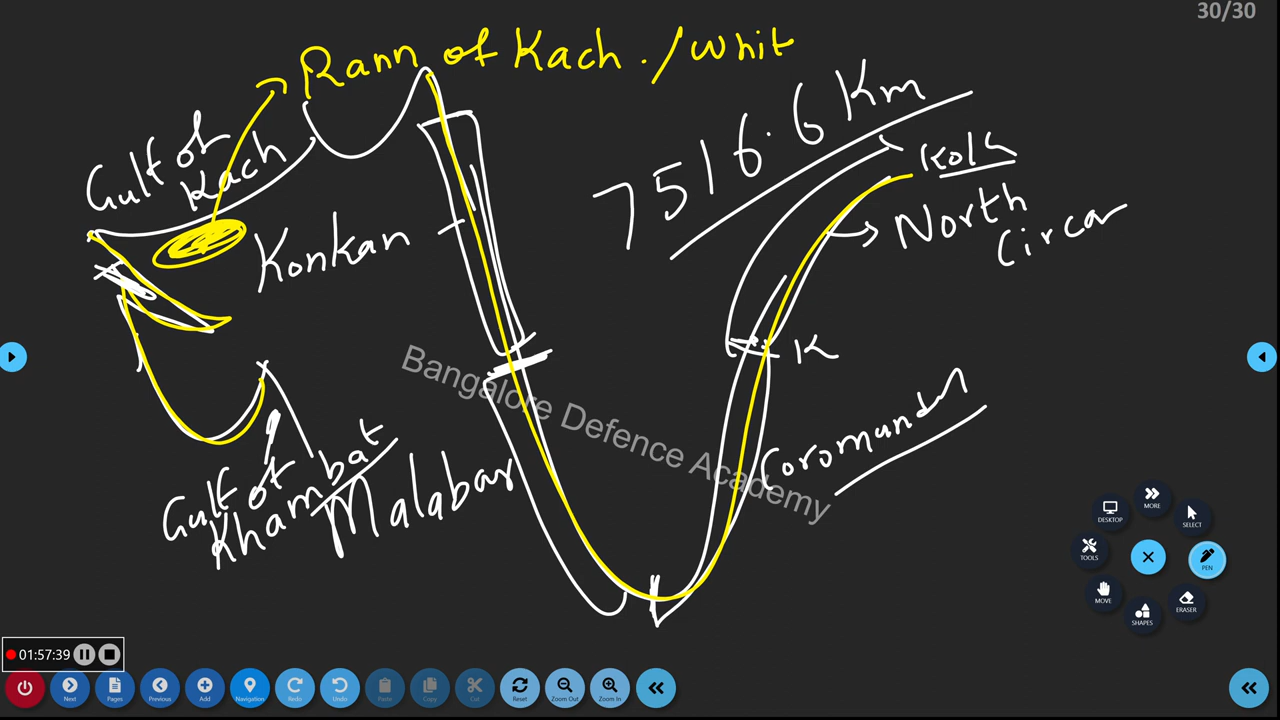 30/30
Rann of Kach. / Whit
7516.6 Km
Gulf of
Kach
Kolk
North
Circar
Konkan
K
Bangalore Defence Academy
Coromandel
Gulf of
Khambat
Malabar
DESKTOP
MORE
SELECT
TOOLS
PEN
MOVE
SHAPES
ERASER
01:57:39
Next
Pages
Previous
Add
Navigation
Redo
Undo
Paste
Copy
Cut
Reset
Zoom Out
Zoom In